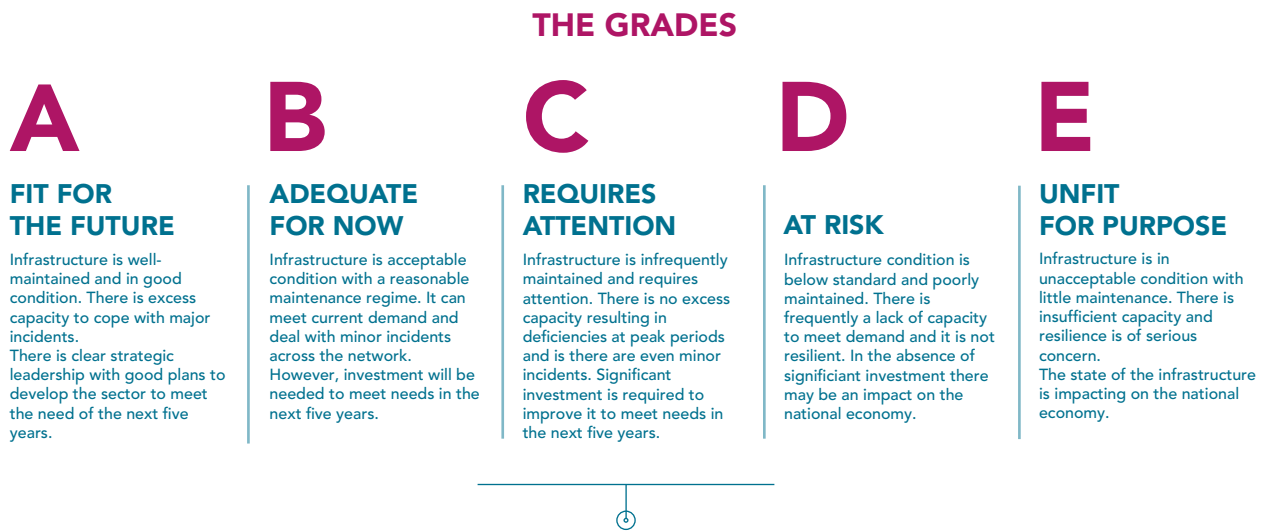 THE GRADES
A
FIT FOR
THE FUTURE
Infrastructure is well-
maintained and in good
condition. There is excess
capacity to cope with major
incidents.
There is clear strategic
leadership with good plans to
develop the sector to meet
the need of the next five
years.
B
ADEQUATE
FOR NOW
Infrastructure is acceptable
condition with a reasonable
maintenance regime. It can
meet current demand and
deal with minor incidents
across the network.
However, investment will be
needed to meet needs in the
next five years.
C
REQUIRES
ATTENTION
Infrastructure is infrequently
maintained and requires
attention. There is no excess
capacity resulting in
deficiencies at peak periods
and is there are even minor
incidents. Significant
investment is required to
improve it to meet needs in
the next five years.
D
AT RISK
Infrastructure condition is
below standard and poorly
maintained. There is
frequently a lack of capacity
to meet demand and it is not
resilient. In the absence of
significiant investment there
may be an impact on the
national economy.
E
UNFIT
FOR PURPOSE
Infrastructure is in
unacceptable condition with
little maintenance. There is
insufficient capacity and
resilience is of serious
concern.
The state of the infrastructure
is impacting on the national
economy.